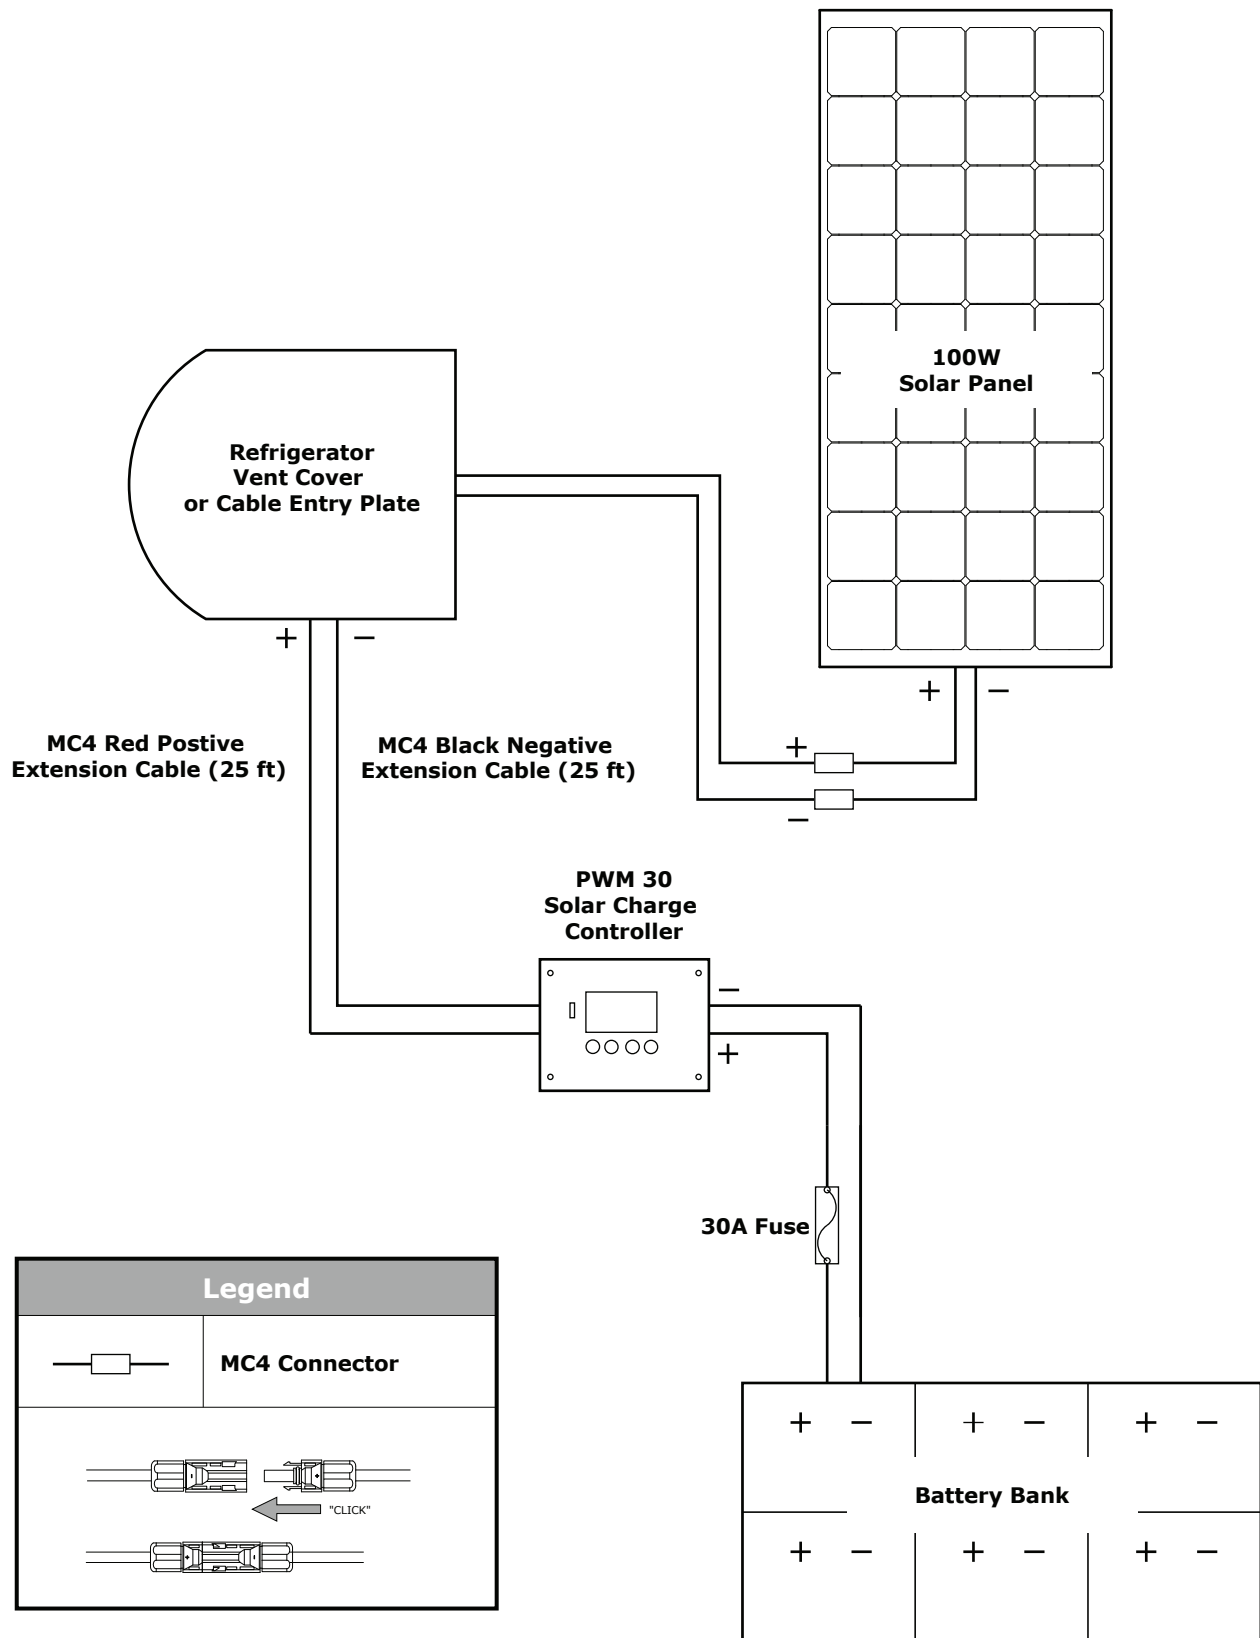 100W
Solar Panel
Refrigerator
Vent Cover
or Cable Entry Plate
+ −
+ −
MC4 Red Postive
Extension Cable (25 ft)
MC4 Black Negative
Extension Cable (25 ft)
+
−
PWM 30
Solar Charge
Controller
−
+
30A Fuse
Legend
MC4 Connector
- +
"CLICK"
+ -
+ − + − + −
Battery Bank
+ − + − + −